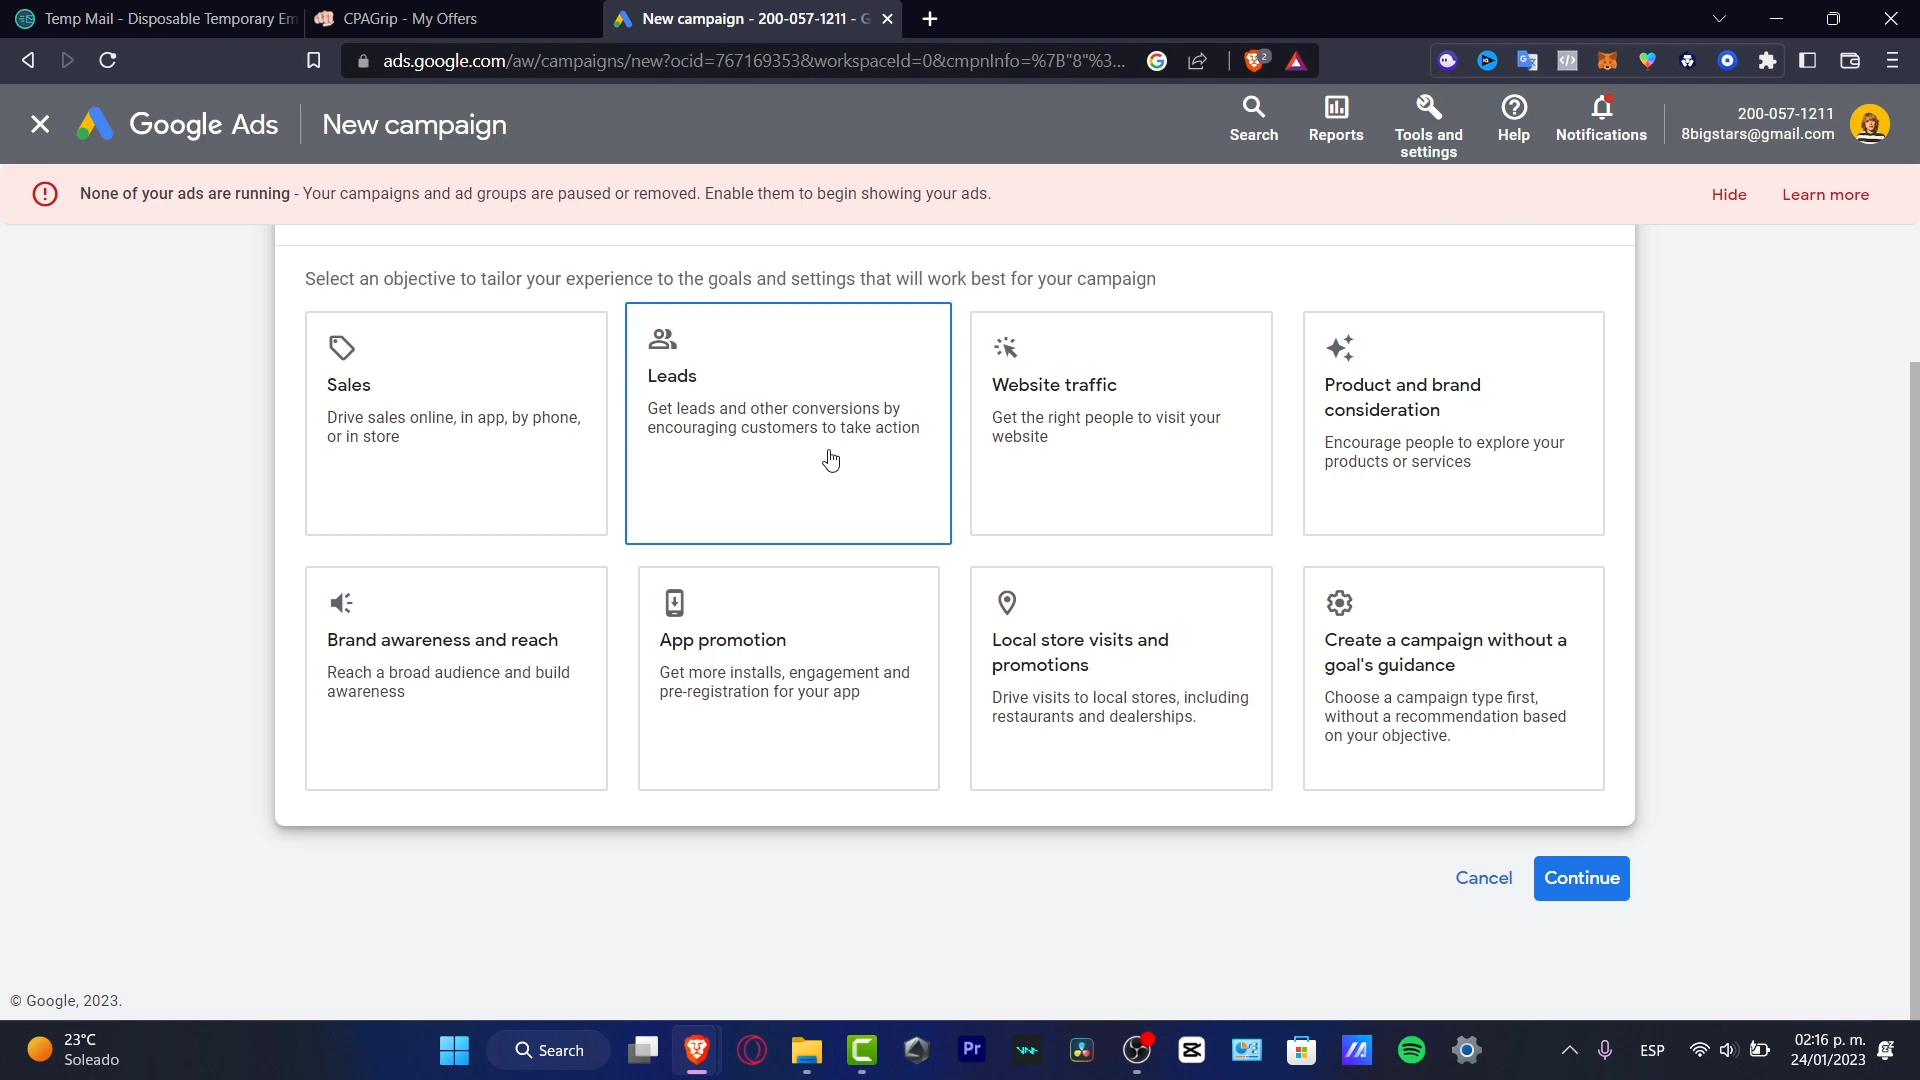 Temp Mail - Disposable Temporary Em
CPAGrip - My Offers
New campaign - 200-057-1211 - G
ads.google.com/aw/campaigns/new?ocid=767169353&workspaceId=0&cmpnInfo=%7B"8"%3...
2
Google Ads
New campaign
Search
Reports
Tools and
settings
Help
Notifications
200-057-1211
8bigstars@gmail.com
None of your ads are running - Your campaigns and ad groups are paused or removed. Enable them to begin showing your ads.
Hide
Learn more
Select an objective to tailor your experience to the goals and settings that will work best for your campaign
Sales
Drive sales online, in app, by phone,
or in store
Leads
Get leads and other conversions by
encouraging customers to take action
Website traffic
Get the right people to visit your
website
Product and brand
consideration
Encourage people to explore your
products or services
Brand awareness and reach
Reach a broad audience and build
awareness
App promotion
Get more installs, engagement and
pre-registration for your app
Local store visits and
promotions
Drive visits to local stores, including
restaurants and dealerships.
Create a campaign without a
goal's guidance
Choose a campaign type first,
without a recommendation based
on your objective.
Cancel
Continue
© Google, 2023.
23°C
Soleado
Search
Pr
ESP
02:16 p. m.
24/01/2023